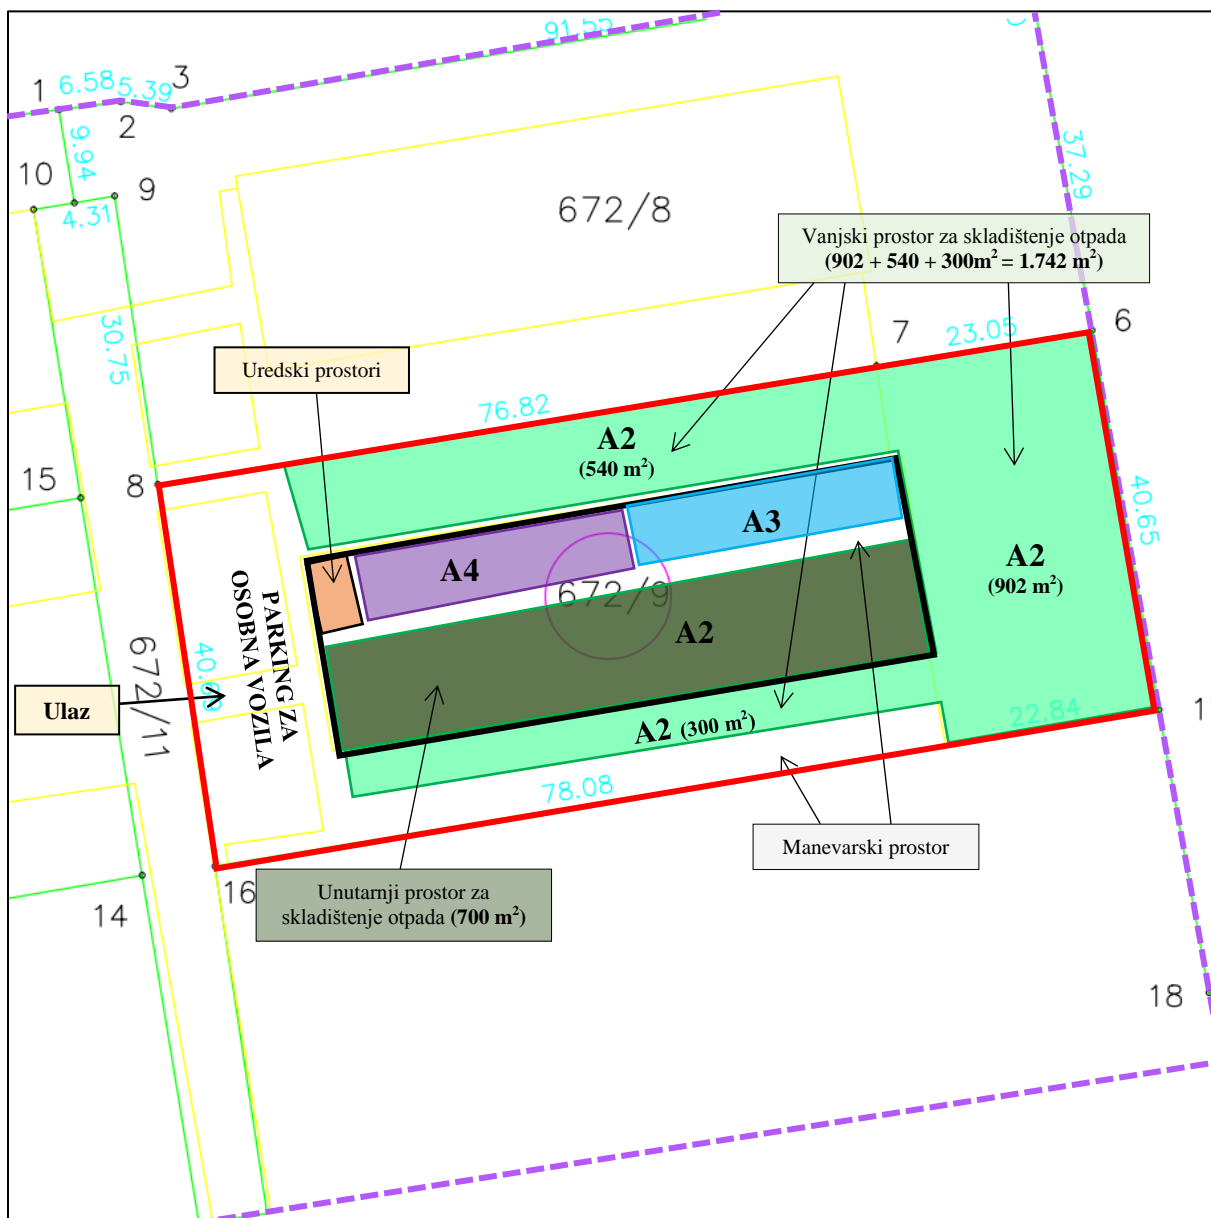 91.55
6.58
5.39
1
2
3
9.94
10
9
4.31
37.29
672/8
Vanjski prostor za skladištenje otpada
(902 + 540 + 300m² = 1.742 m²)
30.75
7
23.05
6
Uredski prostori
76.82
A2
(540 m²)
15
8
A3
40.65
A4
A2
(902 m²)
672/9
A2
PARKING ZA
OSOBNA VOZILA
672/11
Ulaz
A2 (300 m²)
22.84
78.08
Manevarski prostor
16
Unutarnji prostor za
skladištenje otpada (700 m²)
14
18